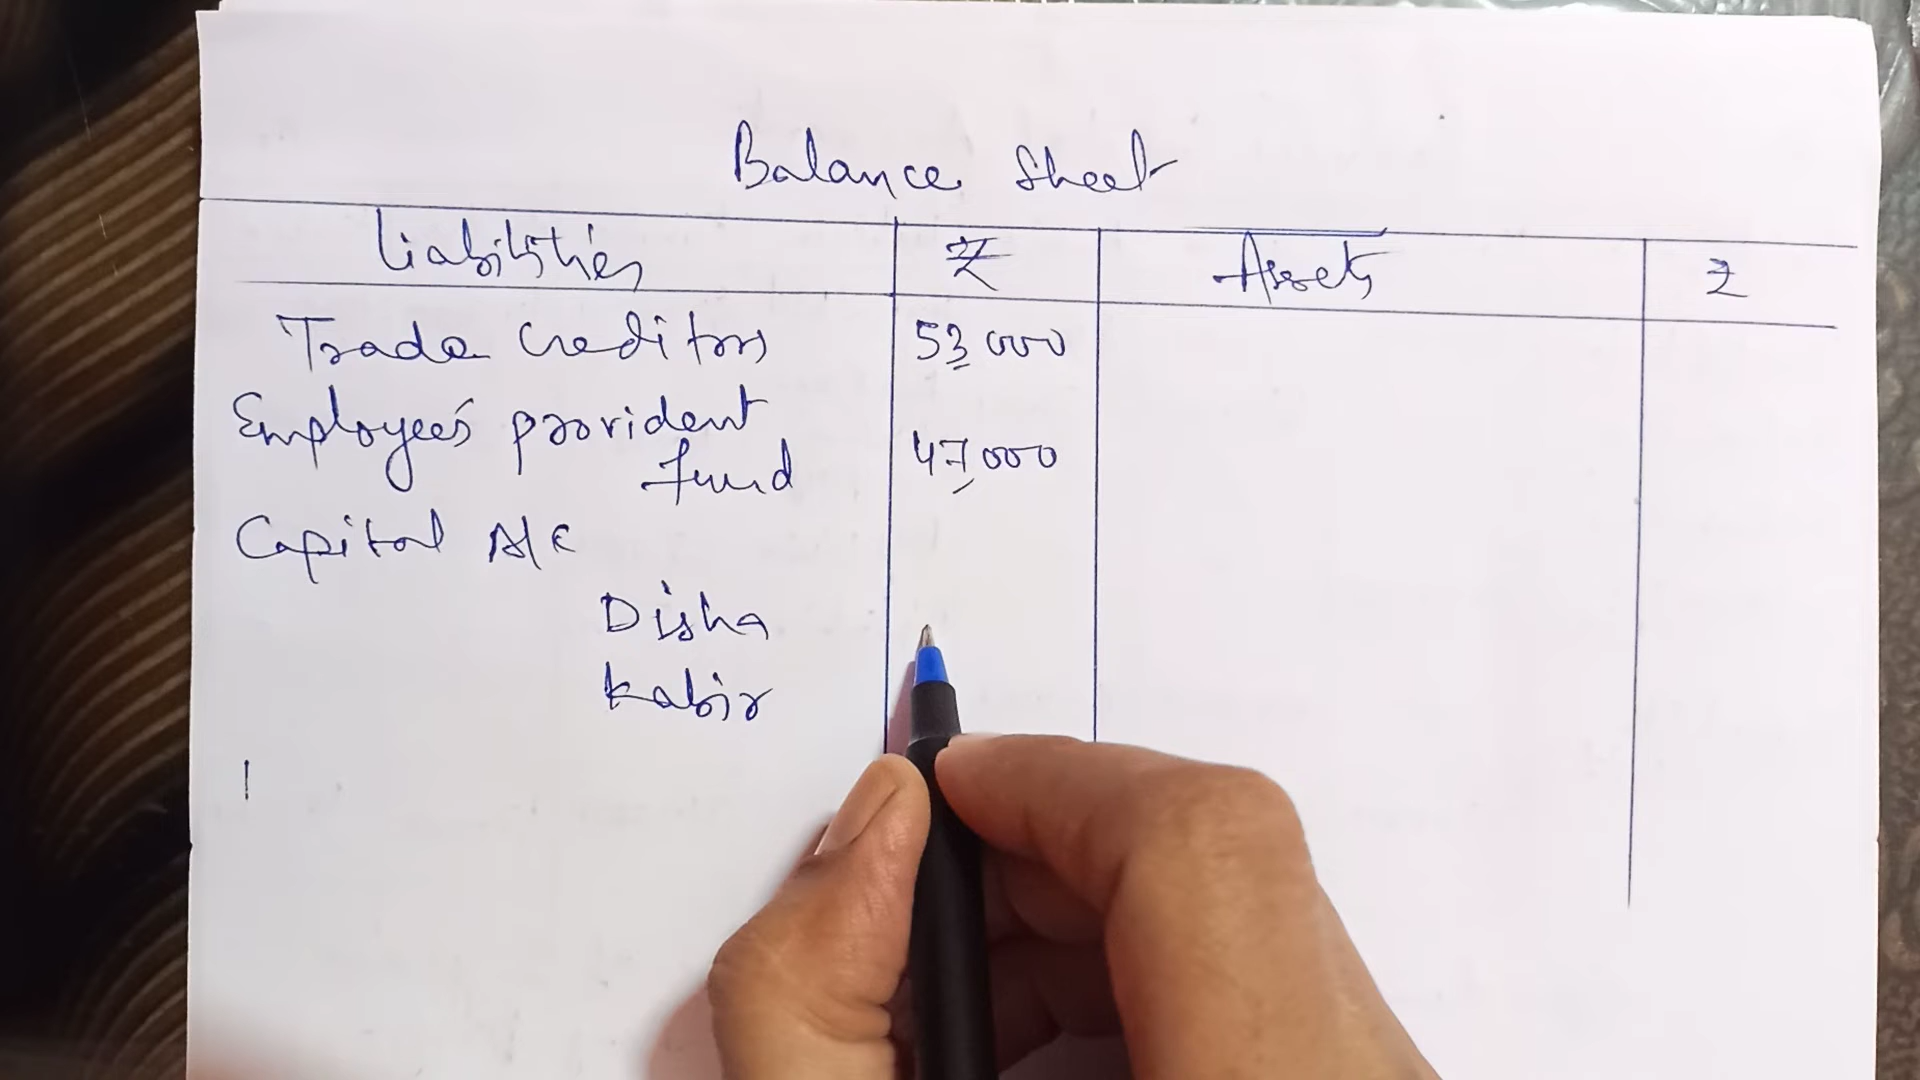 Balance Sheet
Liabilities ₹ Assets ₹
Trade Creditors 53,000
Employees' provident
fund 47,000
Capital A/c
Disha
Kabir